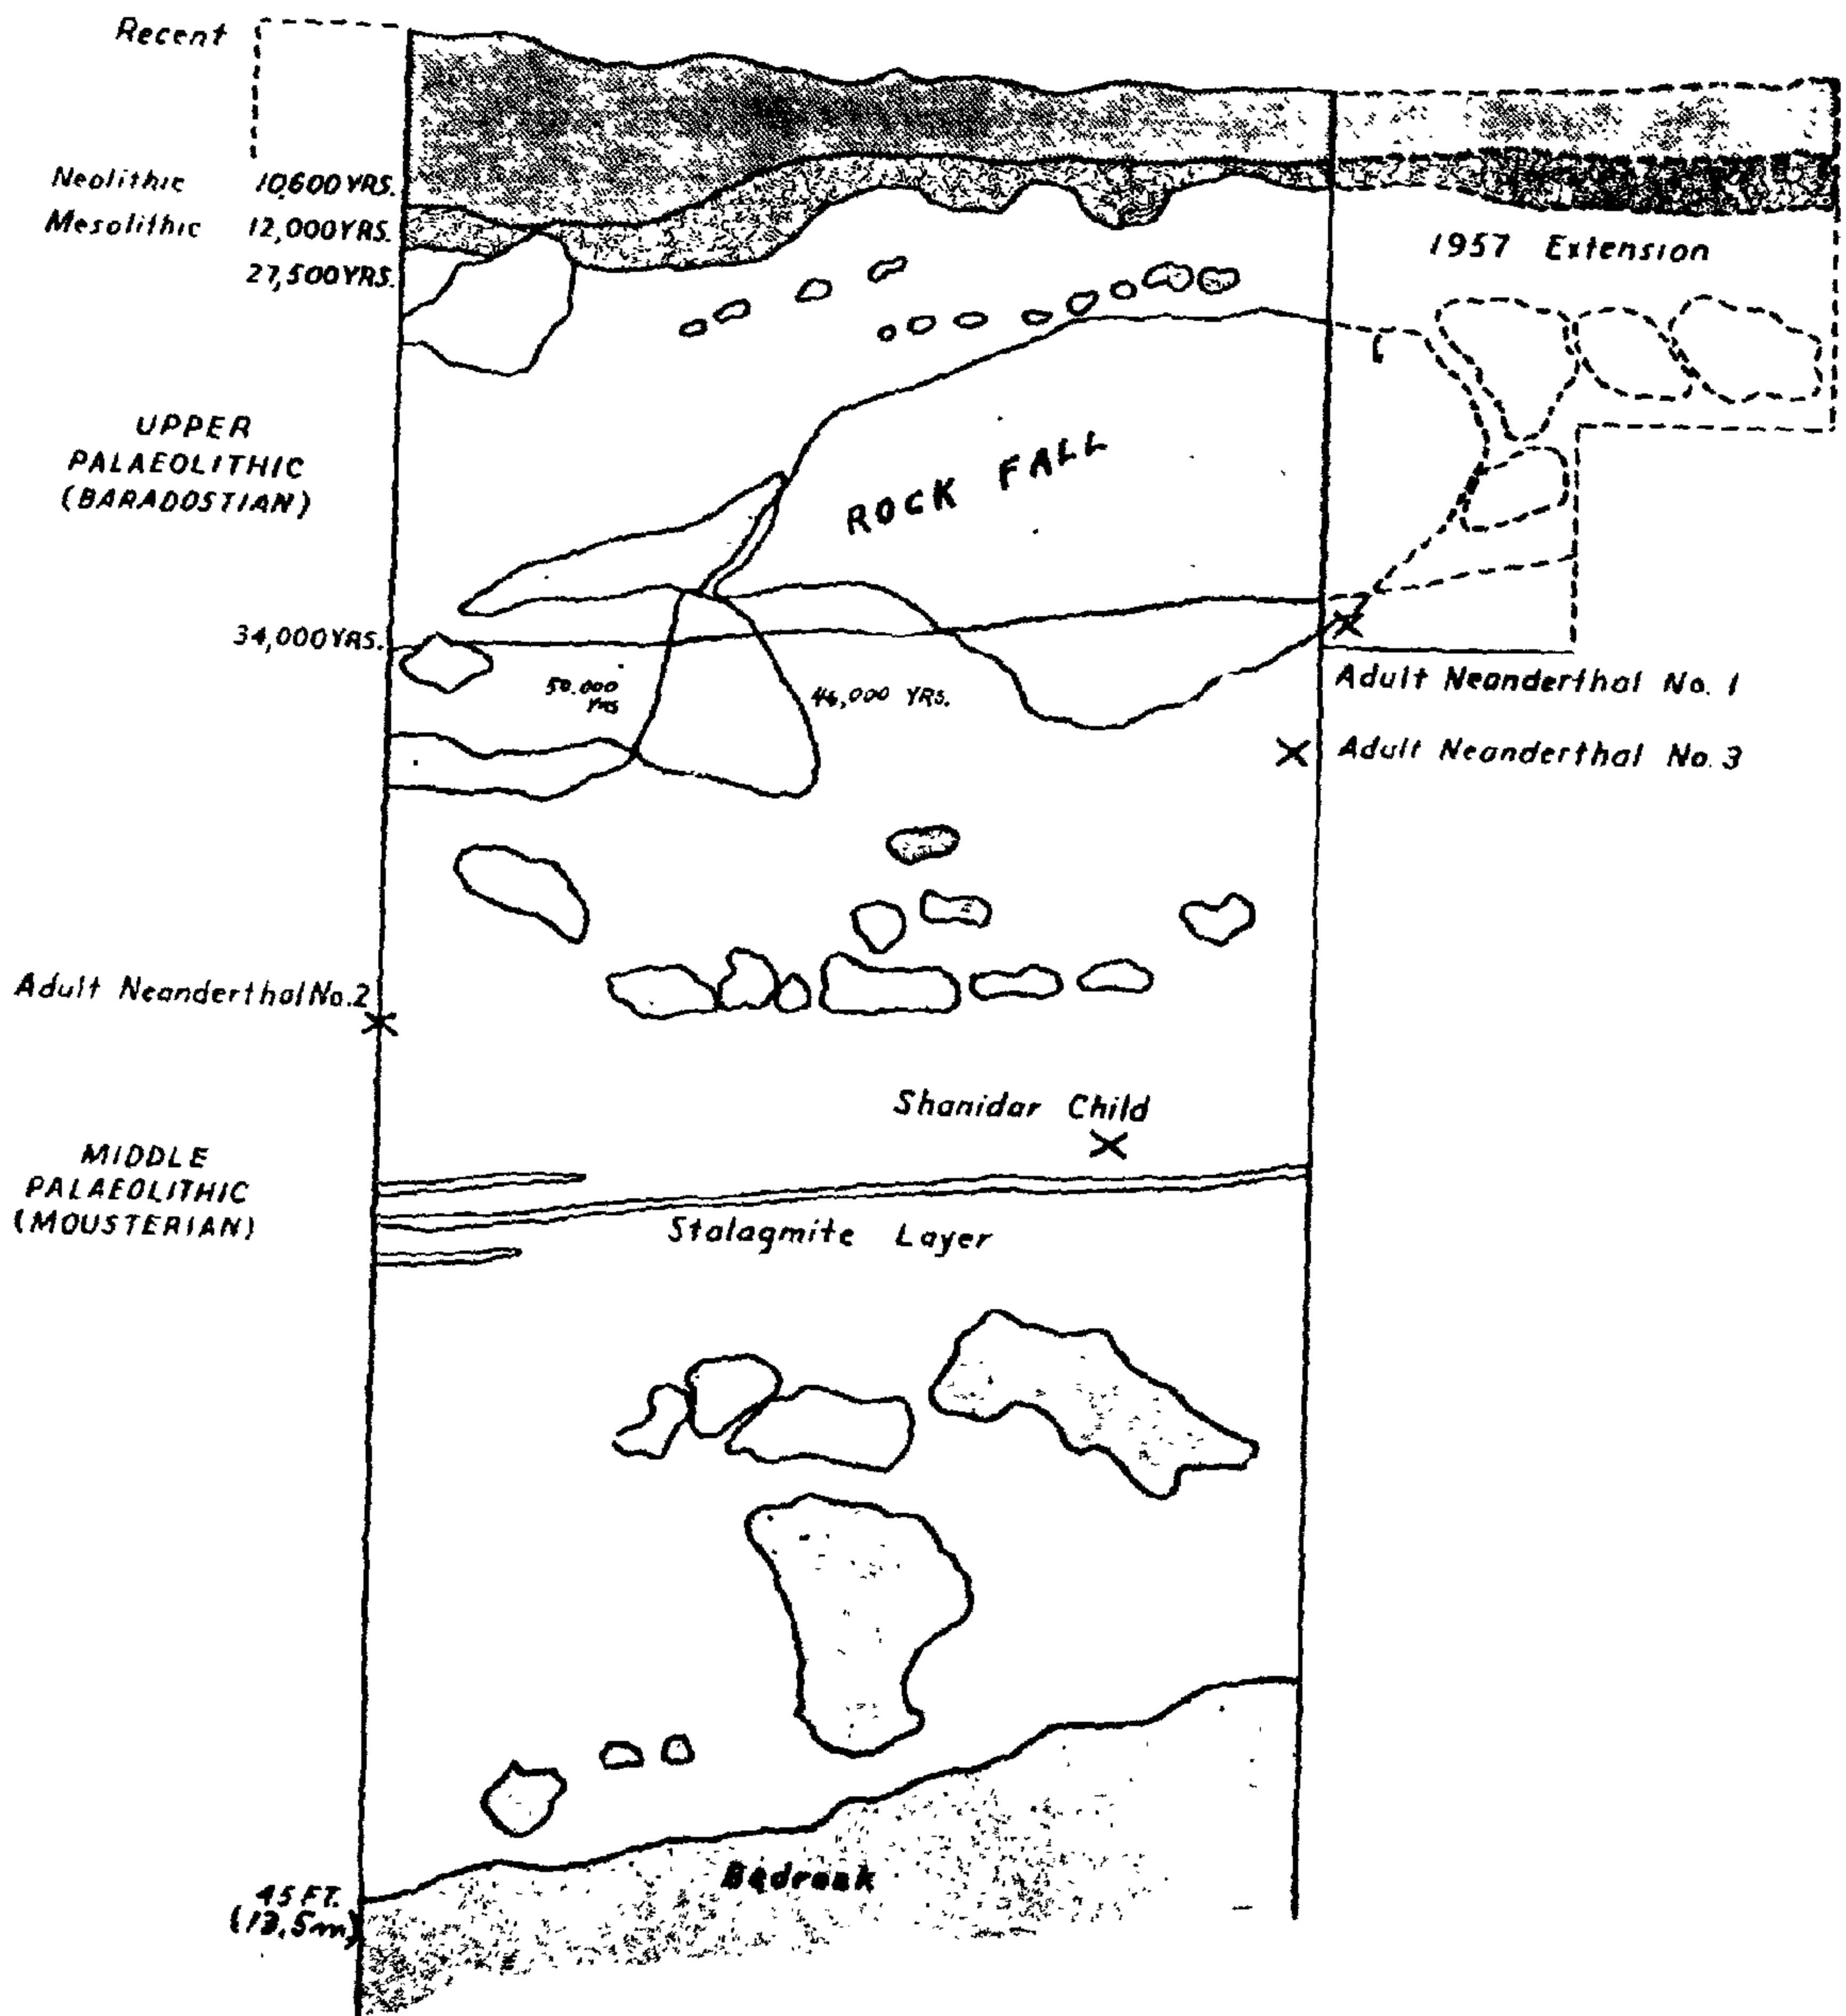 Recent
Neolithic 10,600 YRS.
Mesolithic 12,000 YRS.
27,500 YRS.
1957 Extension
UPPER
PALAEOLITHIC
(BARADOSTIAN)
ROCK FALL
34,000 YRS.
50,000
YRS
46,000 YRS.
Adult Neanderthal No. 1
Adult Neanderthal No. 3
Adult Neanderthal No. 2
Shanidar Child
MIDDLE
PALAEOLITHIC
(MOUSTERIAN)
Stalagmite Layer
Bedrock
45 FT.
(13,5m)